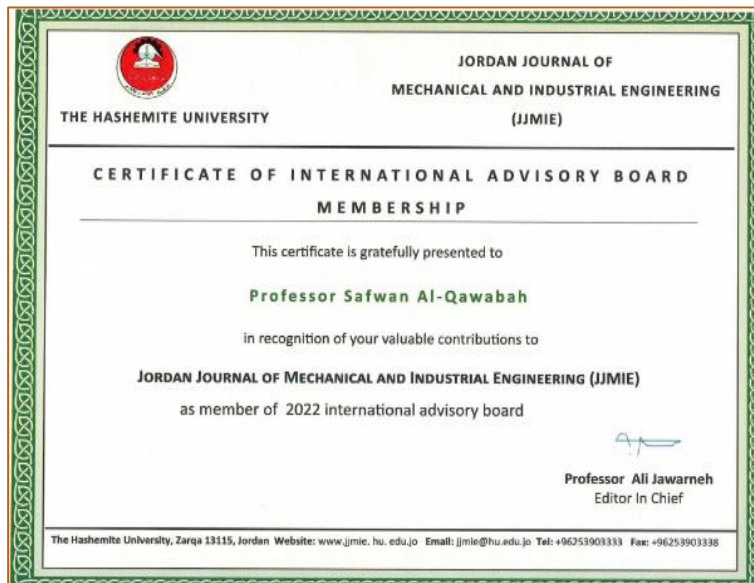 THE HASHEMITE UNIVERSITY
JORDAN JOURNAL OF
MECHANICAL AND INDUSTRIAL ENGINEERING
(JJMIE)
CERTIFICATE OF INTERNATIONAL ADVISORY BOARD
MEMBERSHIP
This certificate is gratefully presented to
Professor Safwan Al-Qawabah
in recognition of your valuable contributions to
JORDAN JOURNAL OF MECHANICAL AND INDUSTRIAL ENGINEERING (JJMIE)
as member of 2022 international advisory board
Professor Ali Jawarneh
Editor In Chief
The Hashemite University, Zarqa 13115, Jordan Website: www.jjmie. hu. edu.jo Email: jjmie@hu.edu.jo Tel: +96253903333 Fax: +96253903338